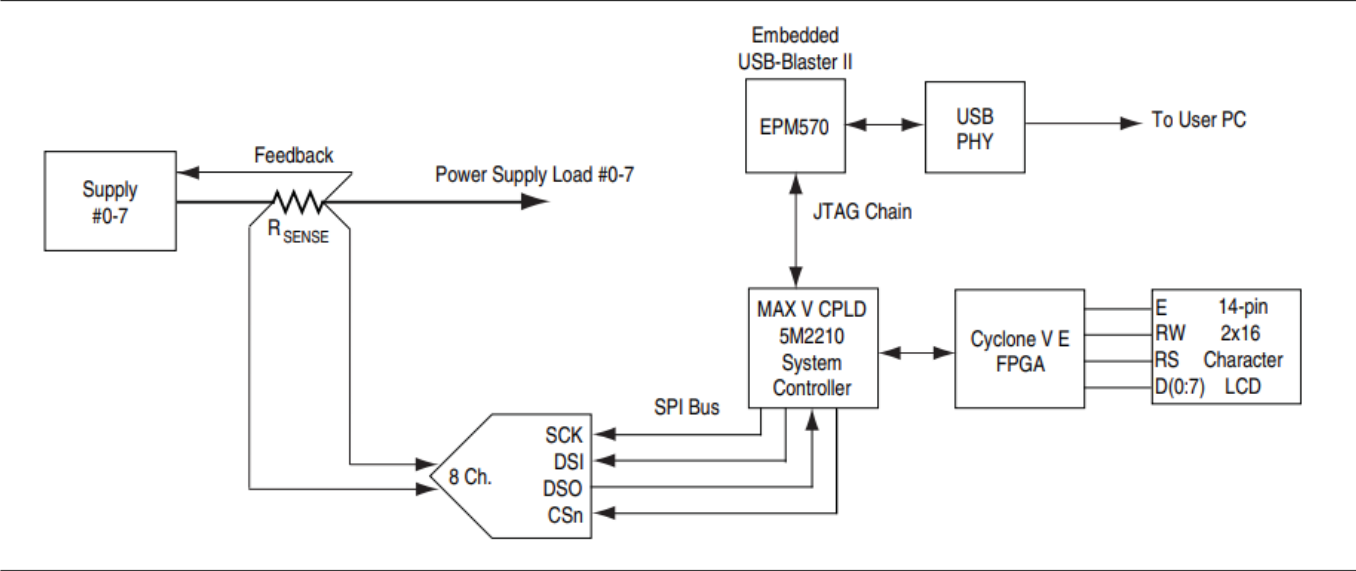 Embedded
USB-Blaster II
EPM570
USB
PHY
To User PC
Feedback
Supply
#0-7
Power Supply Load #0-7
RSENSE
JTAG Chain
MAX V CPLD
5M2210
System
Controller
Cyclone V E
FPGA
E 14-pin
RW 2x16
RS Character
D(0:7) LCD
SPI Bus
8 Ch.
SCK
DSI
DSO
CSn